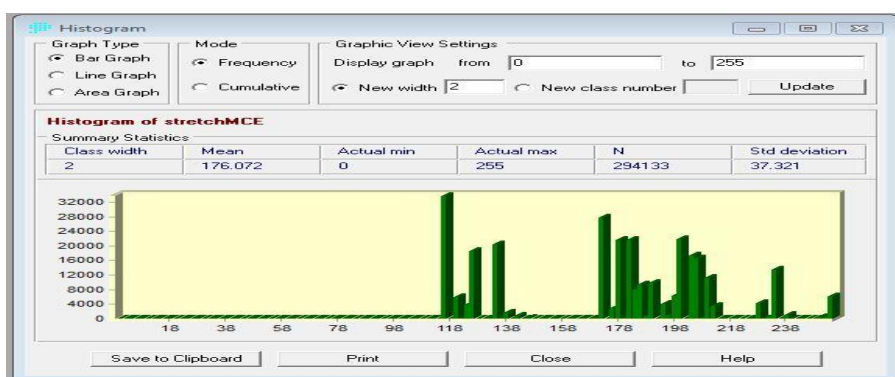 Histogram
Graph Type Mode Graphic View Settings
Bar Graph Frequency Display graph from 0 to 255
Line Graph
Area Graph Cumulative New width 2 New class number Update
Histogram of stretchMCE
Summary Statistics
Class width Mean Actual min Actual max N Std deviation
2 176.072 0 255 294133 37.321
32000
28000
24000
20000
16000
12000
8000
4000
0
18 38 58 78 98 118 138 158 178 198 218 238
Save to Clipboard Print Close Help